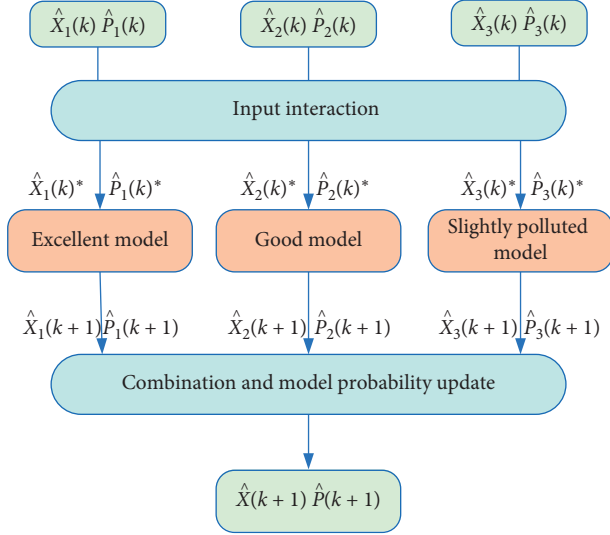 X̂₁(k) P̂₁(k) X̂₂(k) P̂₂(k) X̂₃(k) P̂₃(k)
Input interaction
X̂₁(k)* P̂₁(k)* X̂₂(k)* P̂₂(k)* X̂₃(k)* P̂₃(k)*
Excellent model
Good model
Slightly polluted
model
X̂₁(k + 1) P̂₁(k + 1) X̂₂(k + 1) P̂₂(k + 1) X̂₃(k + 1) P̂₃(k + 1)
Combination and model probability update
X̂(k + 1) P̂(k + 1)